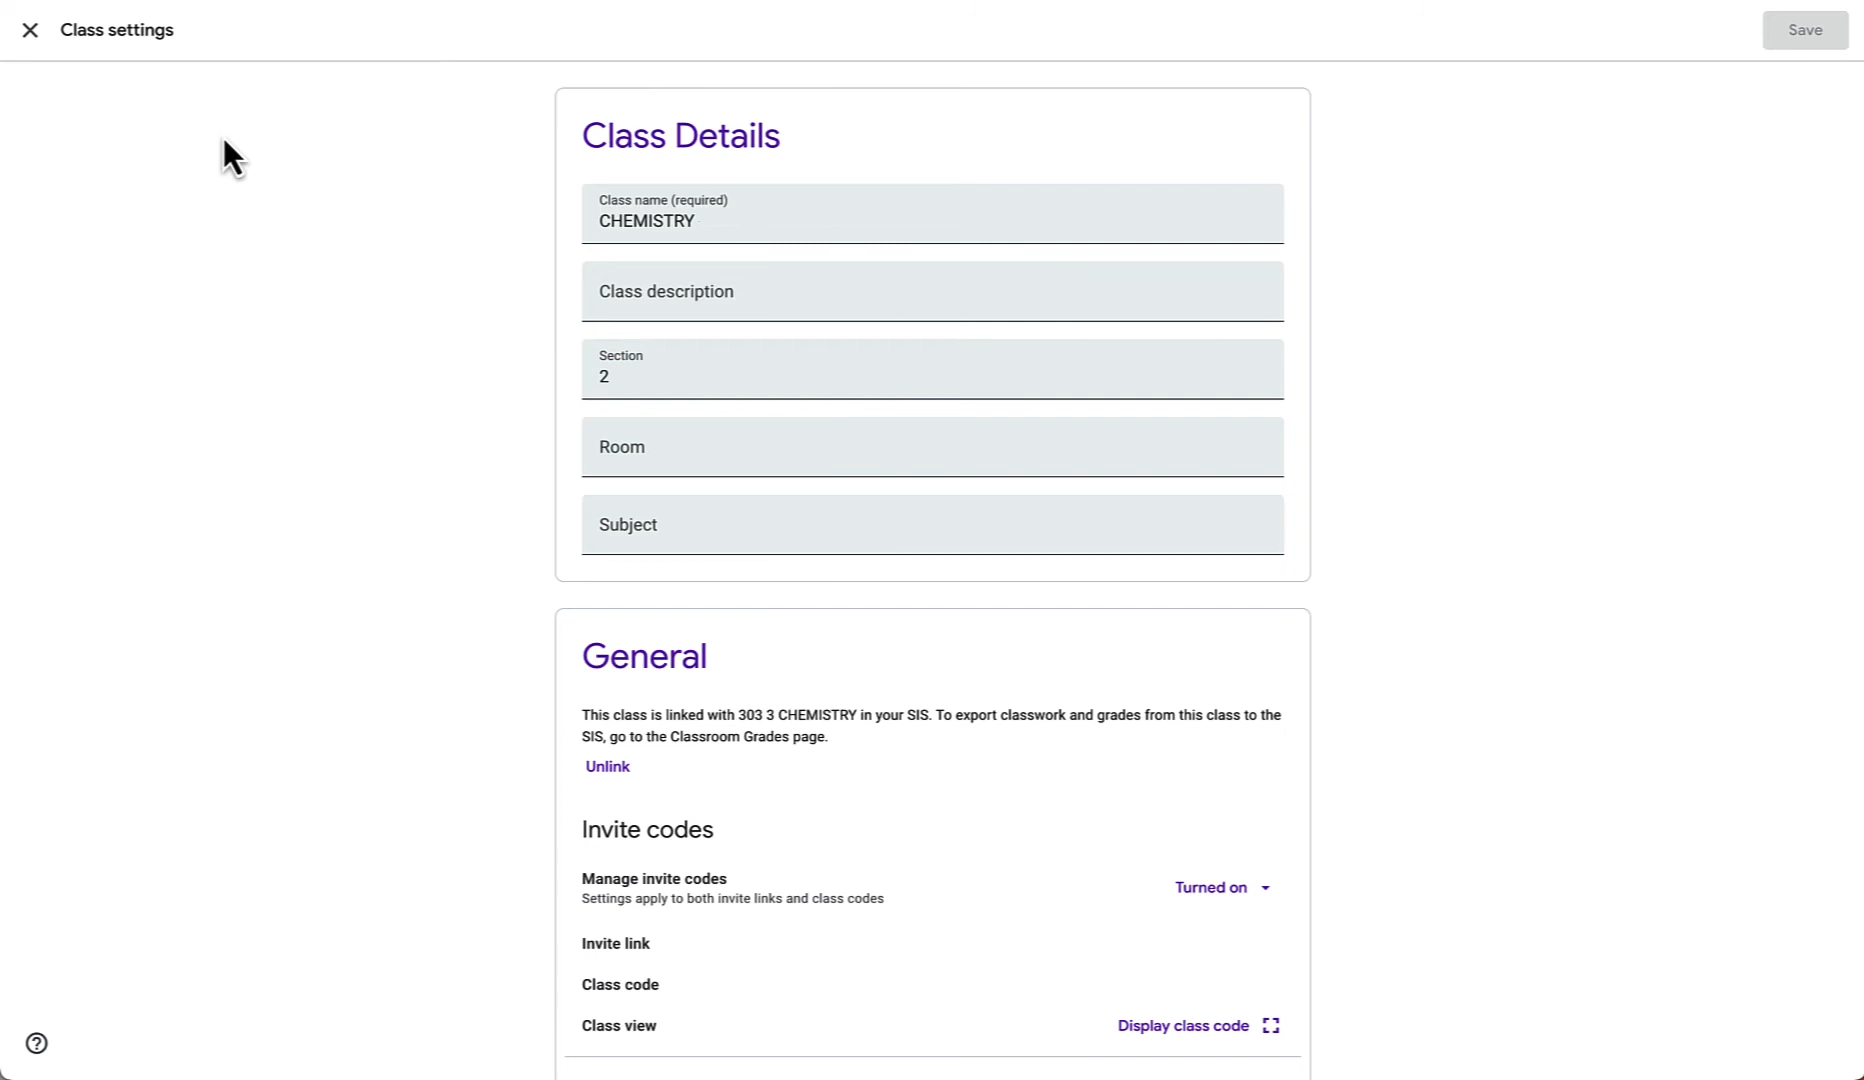 Class settings
Save
Class Details
Class name (required)
CHEMISTRY
Class description
Section
2
Room
Subject
General
This class is linked with 303 3 CHEMISTRY in your SIS. To export classwork and grades from this class to the
SIS, go to the Classroom Grades page.
Unlink
Invite codes
Manage invite codes
Turned on
Settings apply to both invite links and class codes
Invite link
Class code
Class view
Display class code